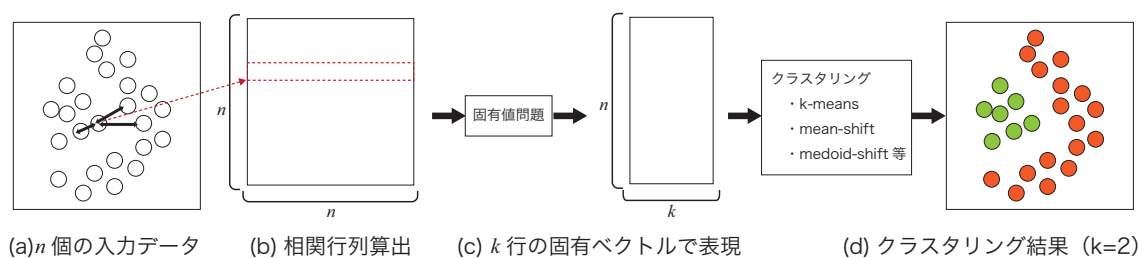 n
n
固有値問題
n
k
クラスタリング
・k-means
・mean-shift
・medoid-shift 等
(a)n 個の入力データ
(b) 相関行列算出
(c) k 行の固有ベクトルで表現
(d) クラスタリング結果（k=2）